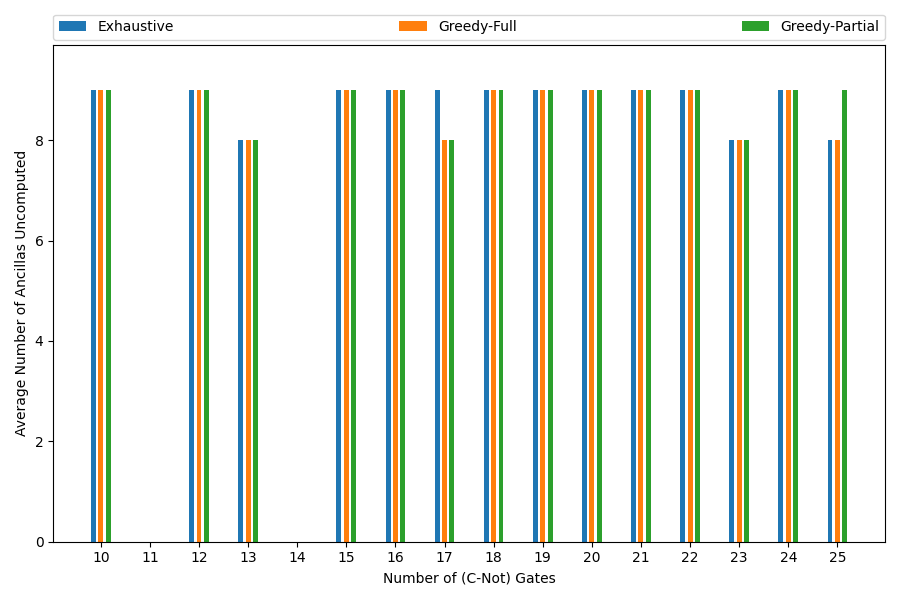 Exhaustive Greedy-Full Greedy-Partial
Average Number of Ancillas Uncomputed
8
6
4
2
0
10 11 12 13 14 15 16 17 18 19 20 21 22 23 24 25
Number of (C-Not) Gates